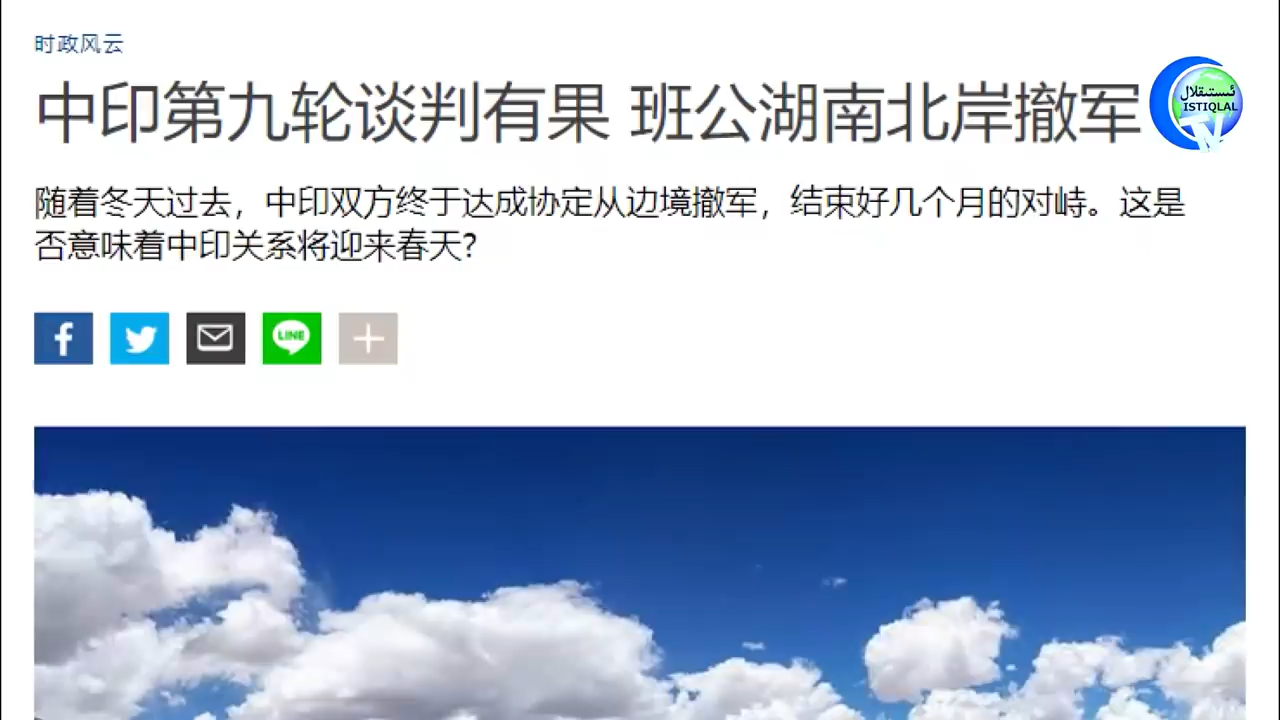 时政风云
中印第九轮谈判有果 班公湖南北岸撤军
ئىستىقلال
ISTIQLAL
TV
随着冬天过去，中印双方终于达成协定从边境撤军，结束好几个月的对峙。这是
否意味着中印关系将迎来春天？
LINE